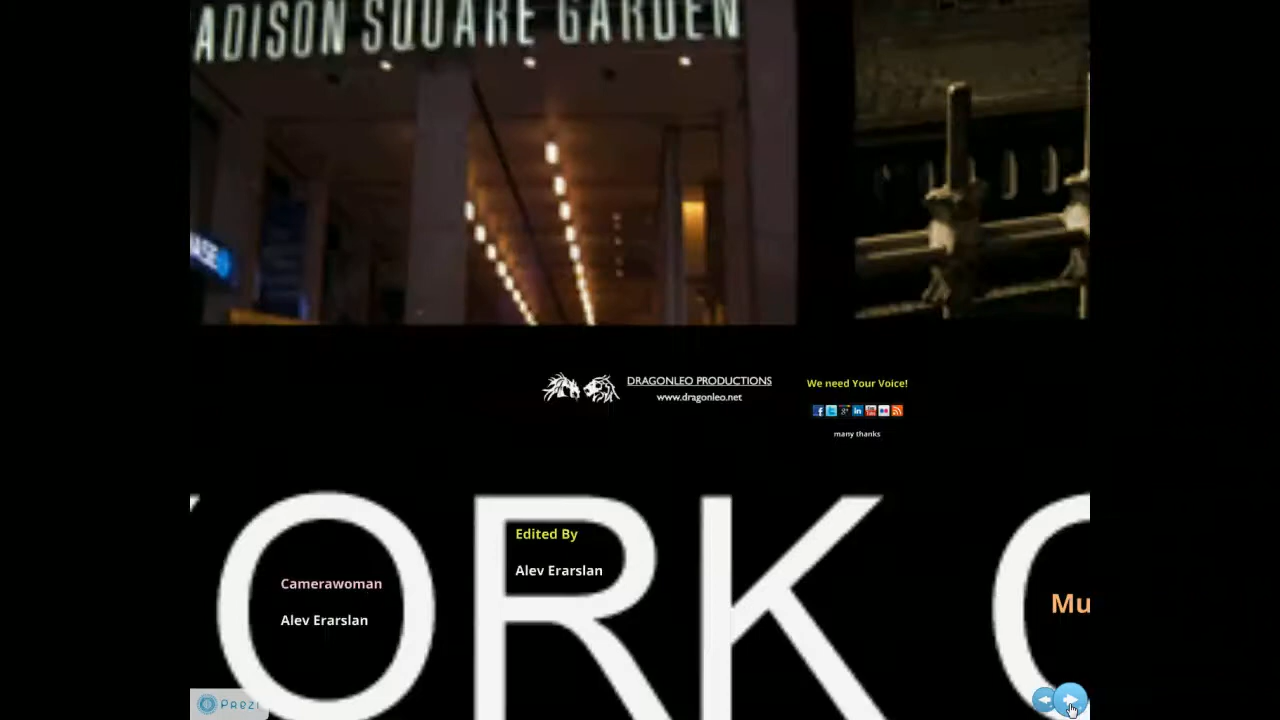 ADISON SQUARE GARDEN
ASE
DRAGONLEO PRODUCTIONS
www.dragonleo.net
We need Your Voice!
many thanks
ORK C
Edited By
Alev Erarslan
Camerawoman
Alev Erarslan
Mu
Prezi